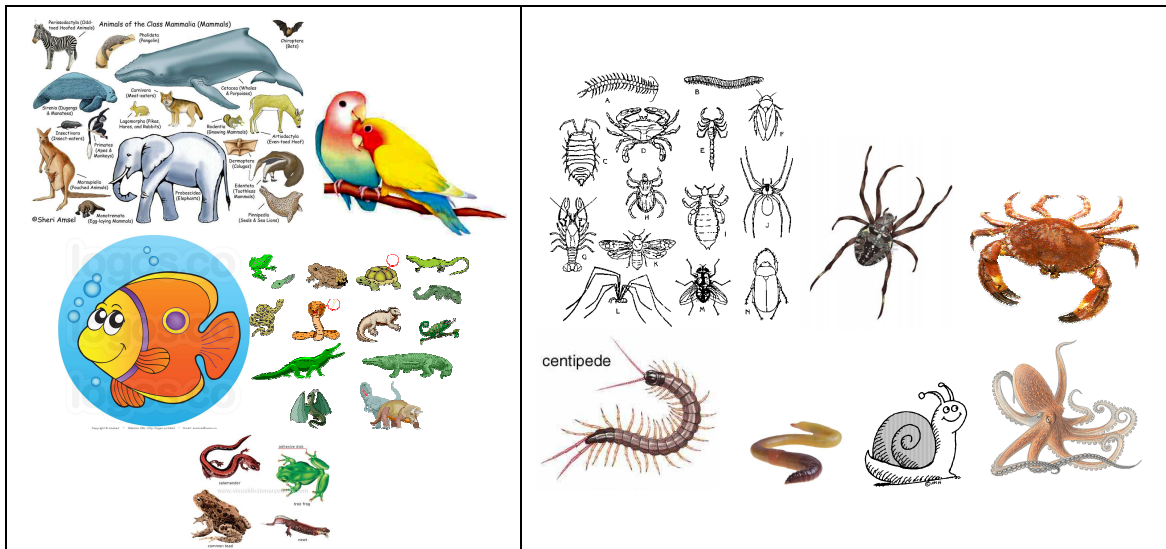 Animals of the Class Mammalia (Mammals)
Perissodactyla (Odd-
toed Hoofed Animals)
Pholidata
(Pangolin)
Chiroptera
(Bats)
Sirenia (Dugongs
& Manatees)
Carnivora
(Meat-eaters)
Cetacea (Whales
& Porpoises)
Lagomorpha (Pikas,
Hares, and Rabbits)
Rodentia
(Gnawing Mammals)
Artiodactyla
(Even-toed Hoof)
Insectivora
(Insect-eaters)
Primates
(Apes &
Monkeys)
Dermoptera
(Colugos)
Marsupialia
(Pouched Animals)
Proboscidea
(Elephants)
Edentata
(Toothless
Mammals)
Monotremata
(Egg-laying Mammals)
Pinnipedia
(Seals & Sea Lions)
©Sheri Amsel
salamander
tree frog
common toad
newt
A
B
C
D
E
F
G
H
I
J
K
L
M
N
centipede